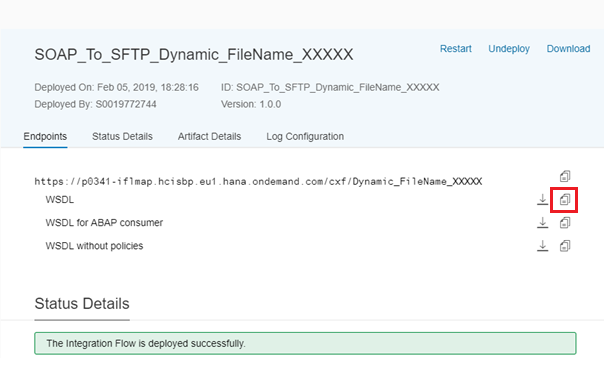 SOAP_To_SFTP_Dynamic_FileName_XXXXX Restart Undeploy Download
Deployed On: Feb 05, 2019, 18:28:16 ID: SOAP_To_SFTP_Dynamic_FileName_XXXXX
Deployed By: S0019772744 Version: 1.0.0
Endpoints Status Details Artifact Details Log Configuration
https://p0341-iflmap.hcisbp.eu1.hana.ondemand.com/cxf/Dynamic_FileName_XXXXX
WSDL
WSDL for ABAP consumer
WSDL without policies
Status Details
The Integration Flow is deployed successfully.